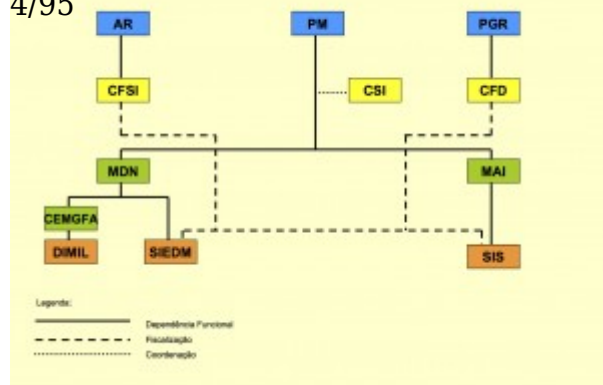 4/95
AR PM PGR
CFSI CSI CFD
MDN MAI
CEMGFA
DIMIL SIEDM SIS
Legenda:
Dependência Funcional
Fiscalização
Coordenação